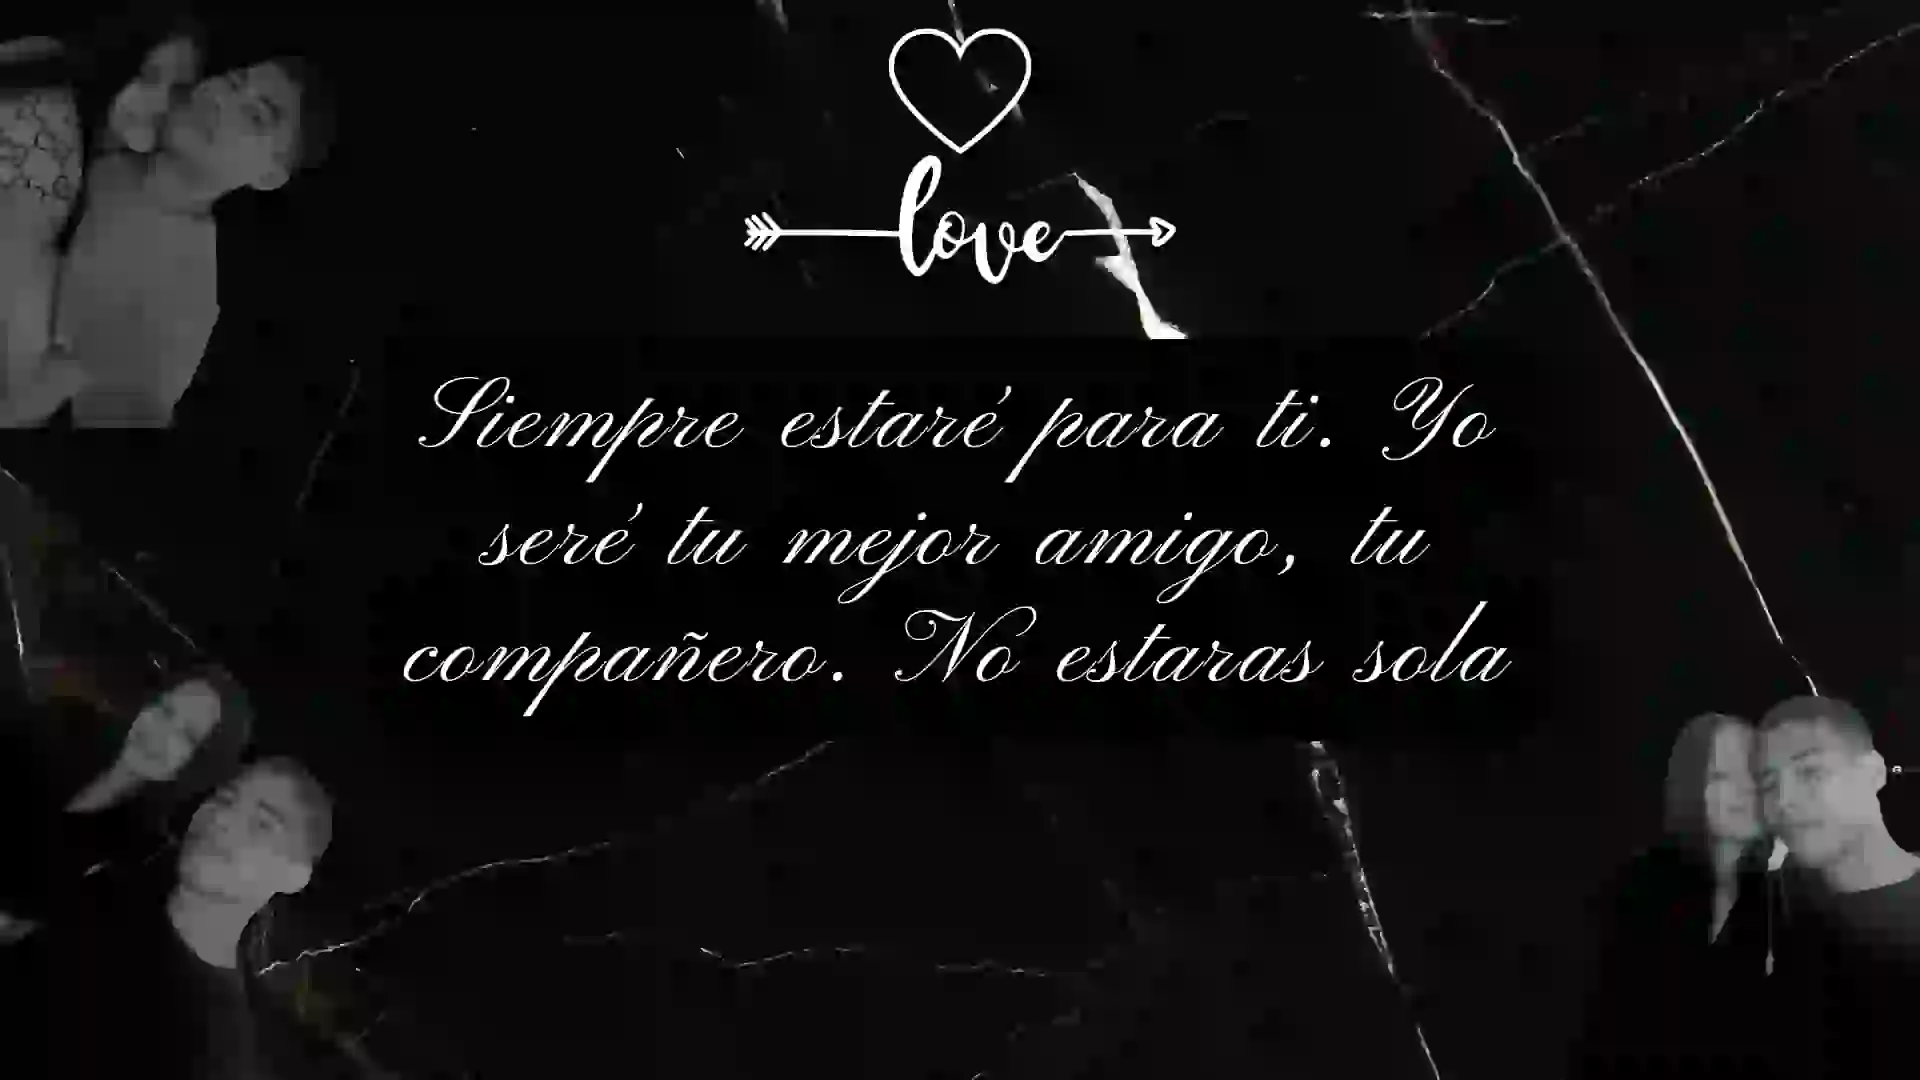 love
Siempre estaré para ti. Yo
seré tu mejor amigo, tu
compañero. No estaras sola